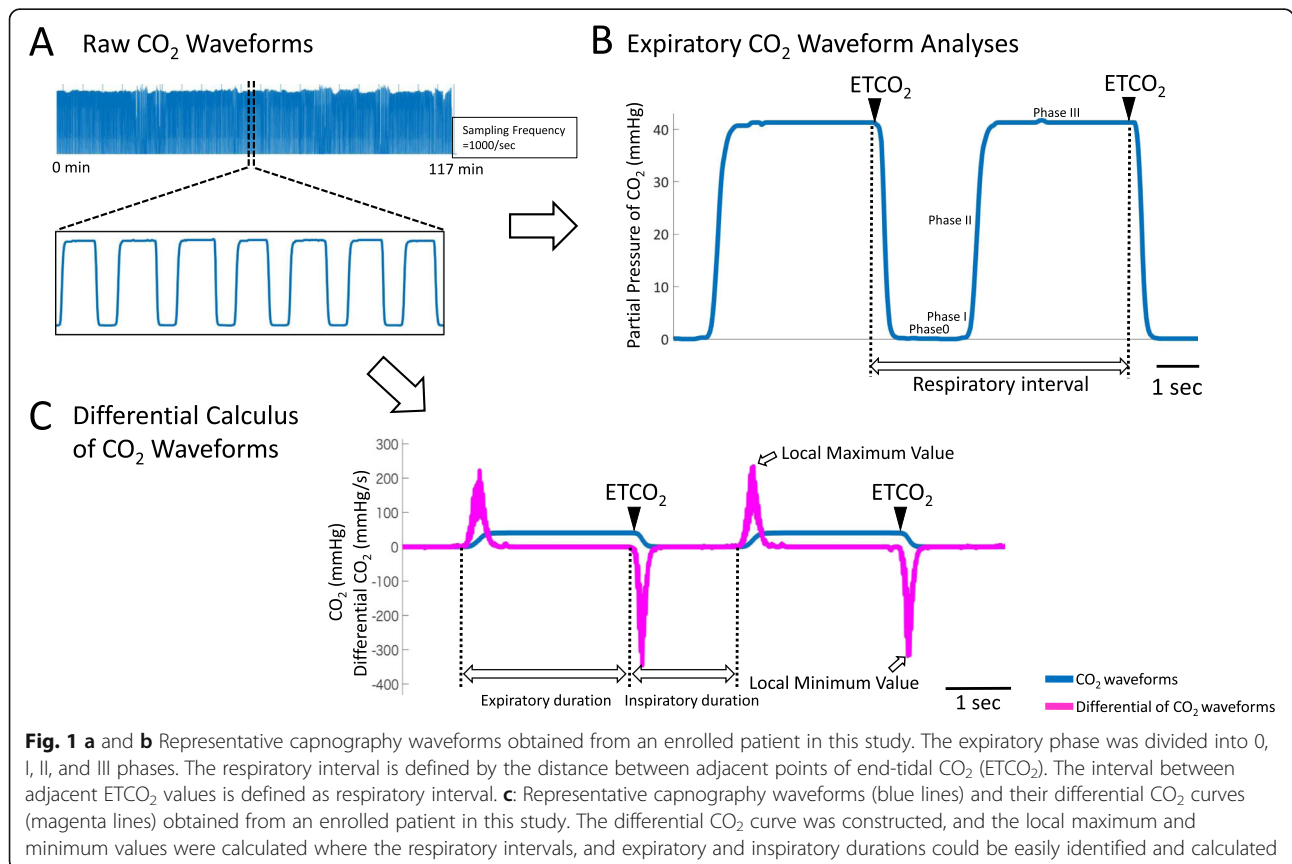 A Raw CO₂ Waveforms
0 min
117 min
Sampling Frequency
=1000/sec
B Expiratory CO₂ Waveform Analyses
ETCO₂
ETCO₂
Partial Pressure of CO₂ (mmHg)
40
30
20
10
0
Phase III
Phase II
Phase I
Phase0
Respiratory interval
1 sec
C Differential Calculus
of CO₂ Waveforms
CO₂ (mmHg)
Differential CO₂ (mmHg/s)
300
200
100
0
-100
-200
-300
-400
ETCO₂
Local Maximum Value
ETCO₂
Expiratory duration
Inspiratory duration
Local Minimum Value
1 sec
CO₂ waveforms
Differential of CO₂ waveforms
Fig. 1 a and b Representative capnography waveforms obtained from an enrolled patient in this study. The expiratory phase was divided into 0,
I, II, and III phases. The respiratory interval is defined by the distance between adjacent points of end-tidal CO₂ (ETCO₂). The interval between
adjacent ETCO₂ values is defined as respiratory interval. c: Representative capnography waveforms (blue lines) and their differential CO₂ curves
(magenta lines) obtained from an enrolled patient in this study. The differential CO₂ curve was constructed, and the local maximum and
minimum values were calculated where the respiratory intervals, and expiratory and inspiratory durations could be easily identified and calculated